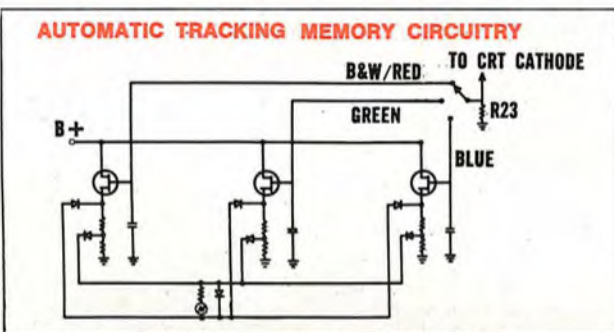 AUTOMATIC TRACKING MEMORY CIRCUITRY
TO CRT CATHODE
B&W/RED
R23
GREEN
B+
BLUE